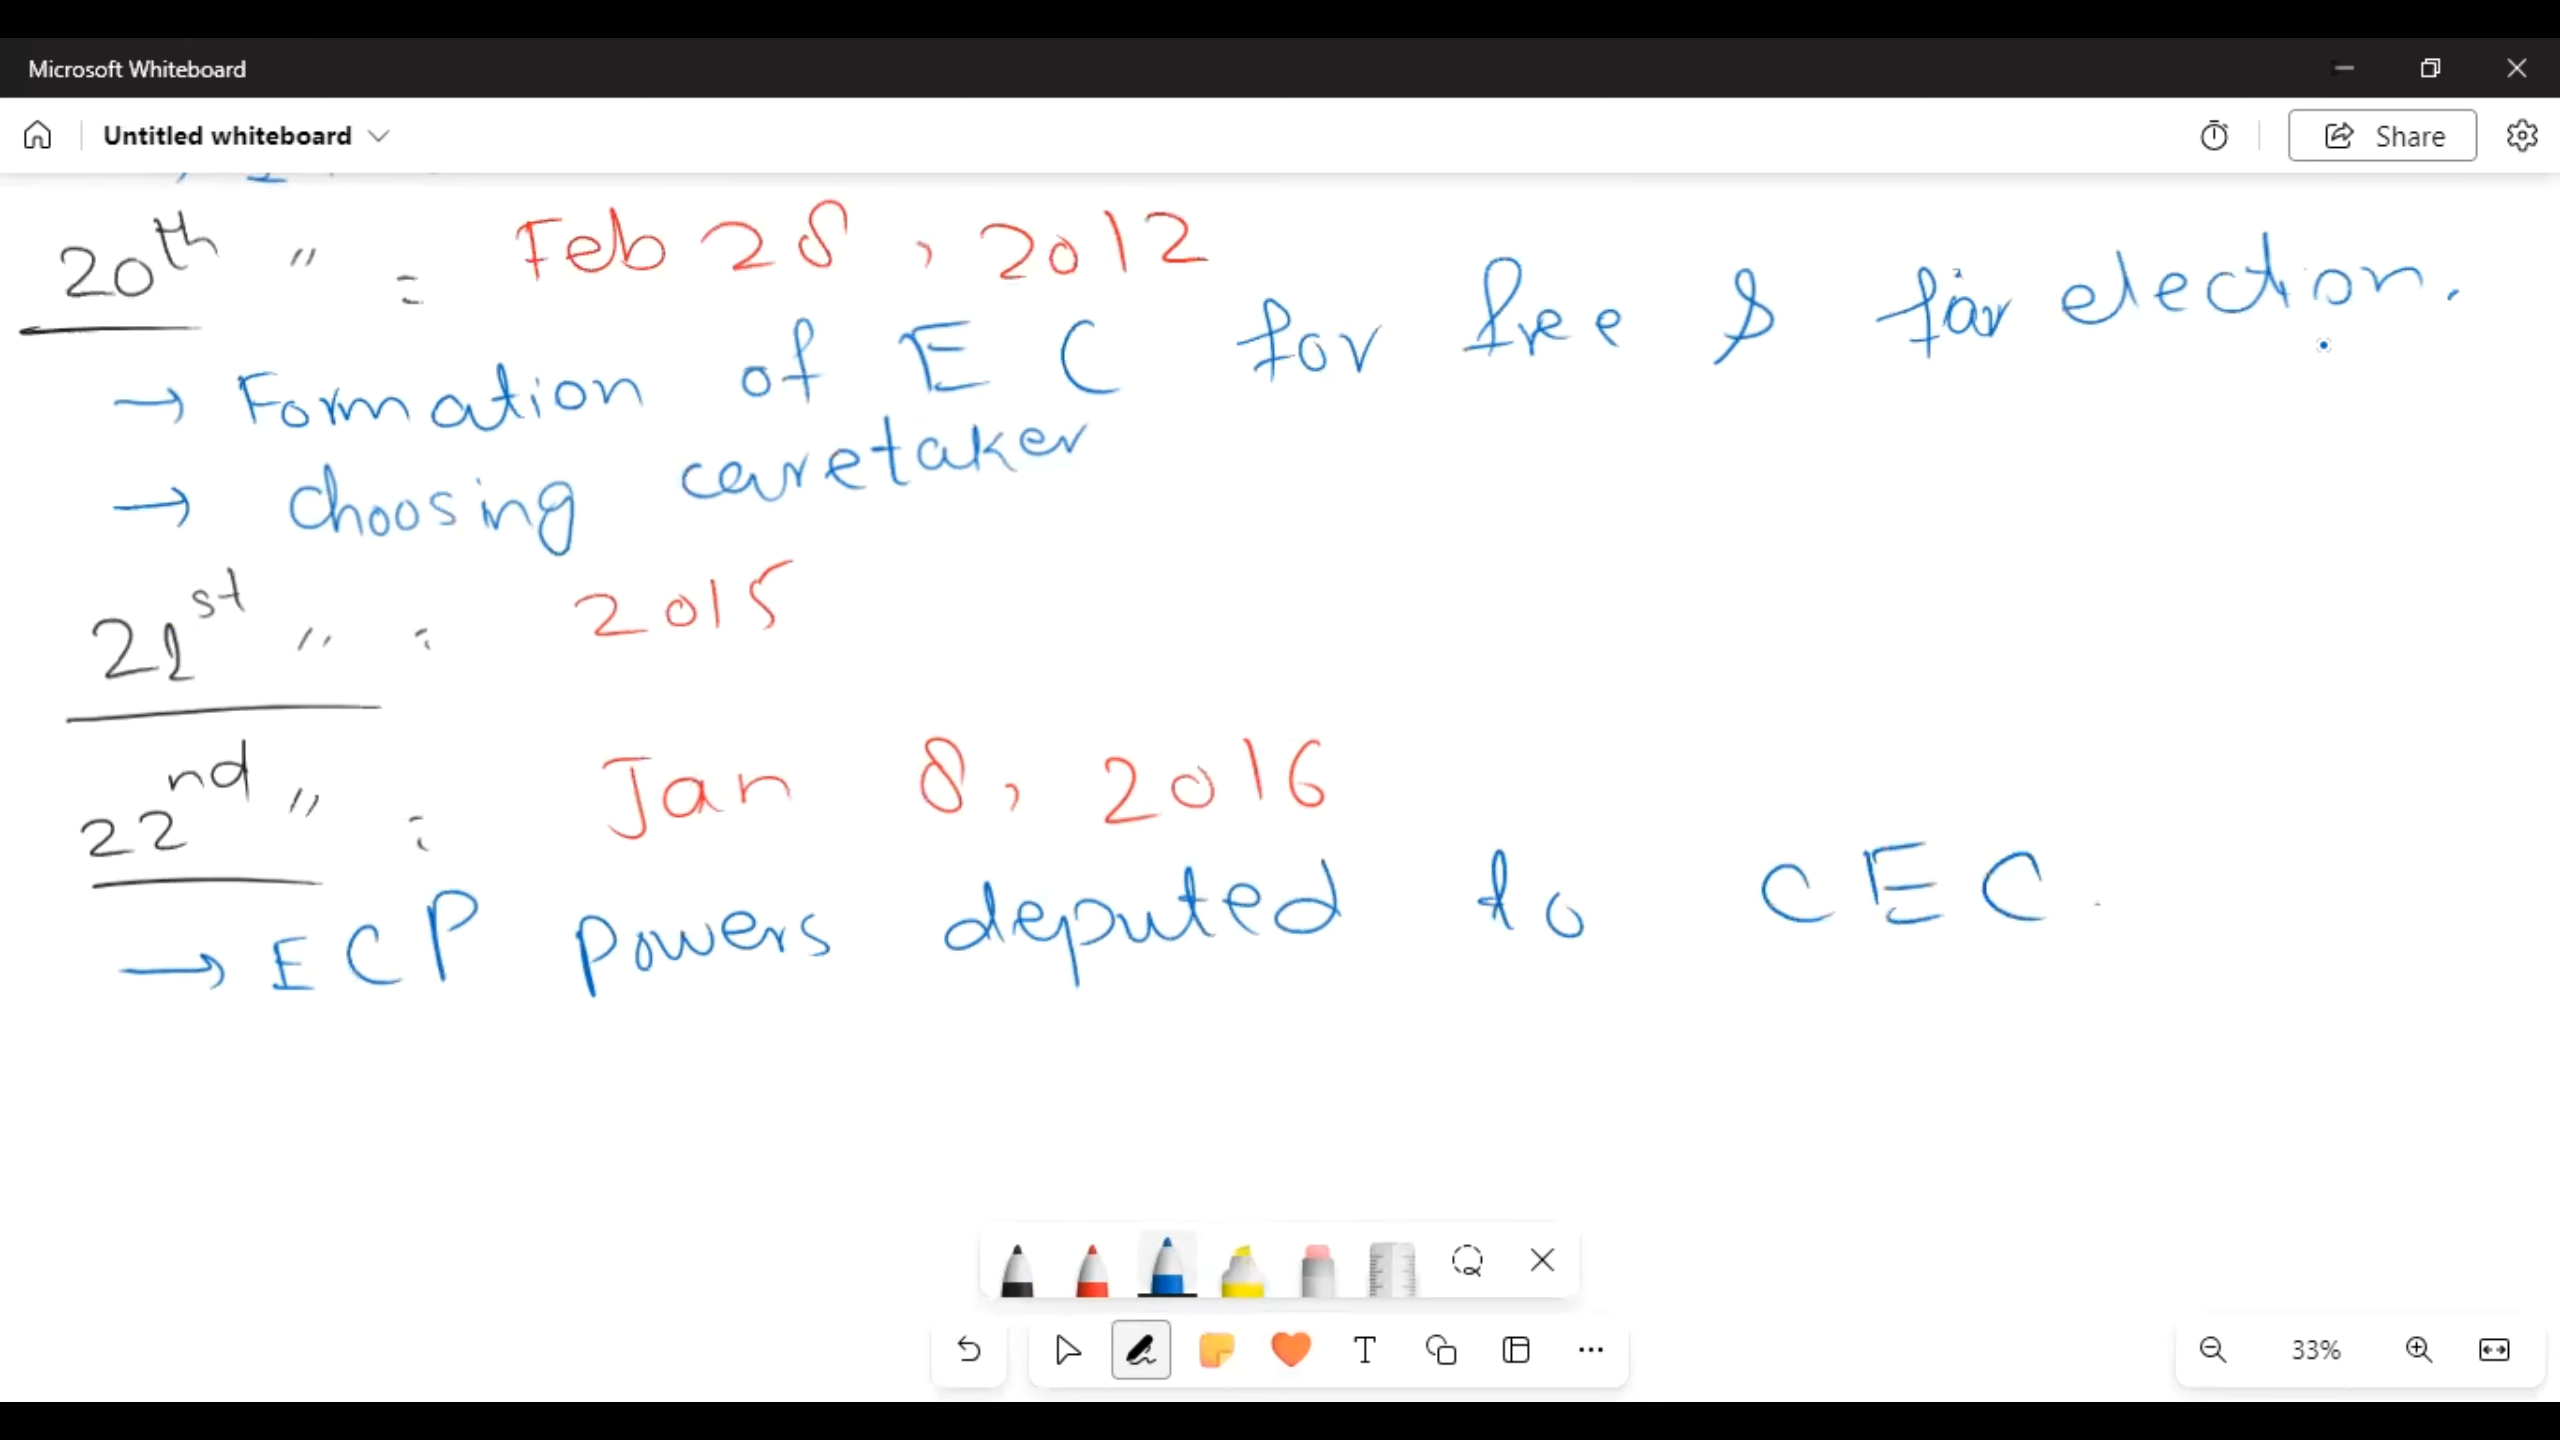 Microsoft Whiteboard
Untitled whiteboard
Share
20th " : Feb 28, 2012
→ Formation of E C for free & fair election.
→ choosing caretaker
21st " : 2015
22nd " : Jan 8, 2016
→ ECP powers deputed to CEC.
33%